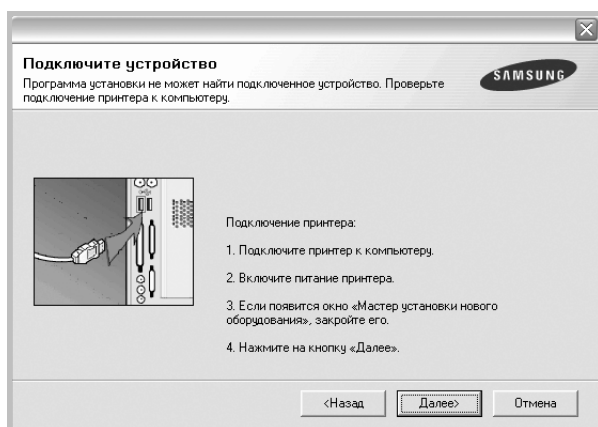 Подключите устройство
Программа установки не может найти подключенное устройство. Проверьте
подключение принтера к компьютеру.
SAMSUNG
Подключение принтера:
1. Подключите принтер к компьютеру.
2. Включите питание принтера.
3. Если появится окно «Мастер установки нового
оборудования», закройте его.
4. Нажмите на кнопку «Далее».
<Назад
Далее>
Отмена